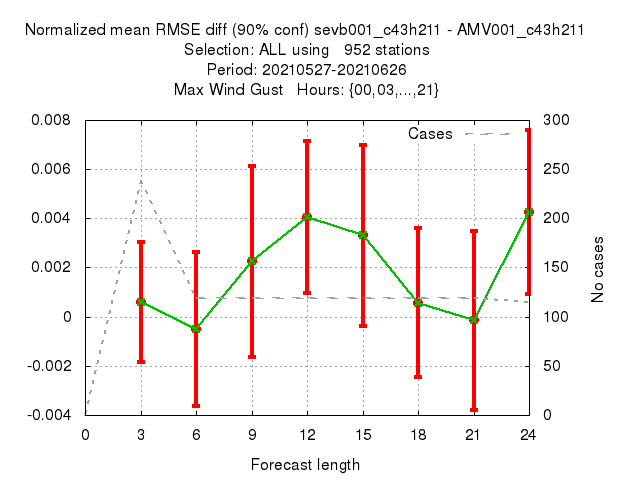 Normalized mean RMSE diff (90% conf) sevb001_c43h211 - AMV001_c43h211
Selection: ALL using   952 stations
Period: 20210527-20210626
Max Wind Gust   Hours: {00,03,...,21}
Cases
0.008
0.006
0.004
0.002
0
-0.002
-0.004
300
250
200
150
100
50
0
No cases
0 3 6 9 12 15 18 21 24
Forecast length